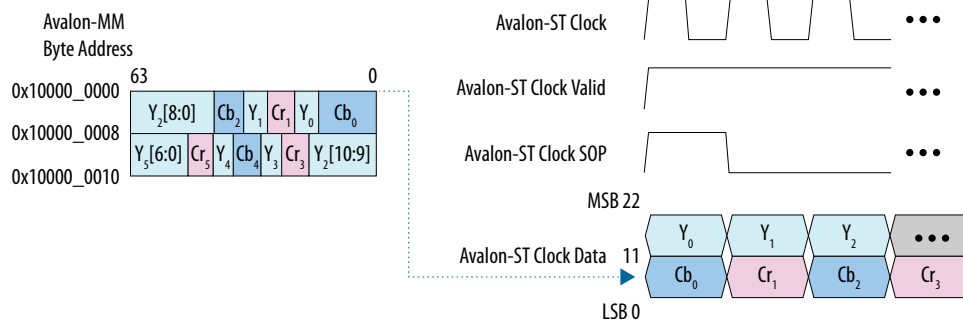 Avalon-MM
Byte Address
63 0
0x10000_0000
Y2[8:0] Cb2 Y1 Cr1 Y0 Cb0
0x10000_0008
Y5[6:0] Cr5 Y4 Cb4 Y3 Cr3 Y2[10:9]
0x10000_0010
Avalon-ST Clock •••
Avalon-ST Clock Valid •••
Avalon-ST Clock SOP •••
MSB 22
Y0 Y1 Y2 •••
Avalon-ST Clock Data 11
Cb0 Cr1 Cb2 Cr3
LSB 0